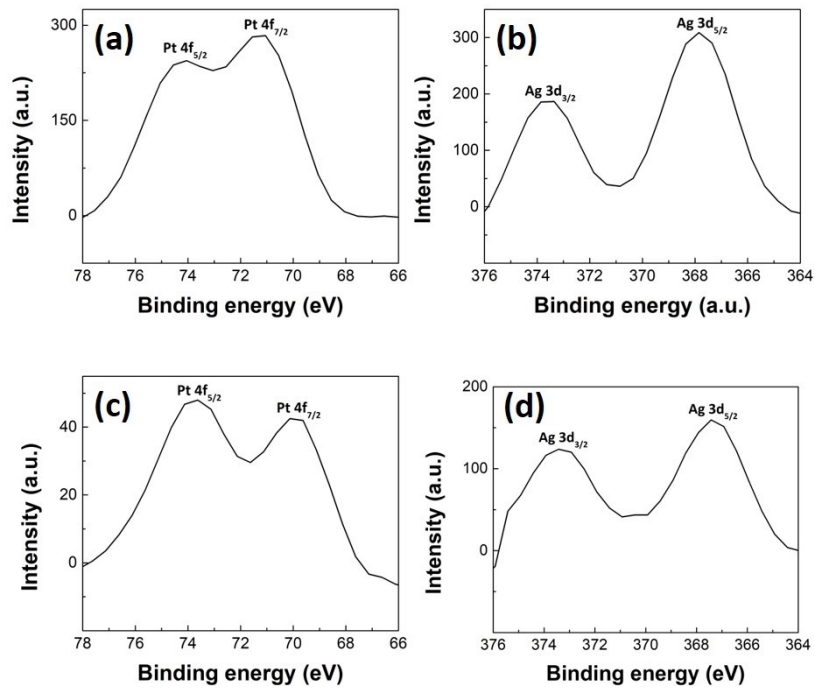 (a)
Pt 4f5/2
Pt 4f7/2
300
150
0
78 76 74 72 70 68 66
Intensity (a.u.)
Binding energy (eV)
(b)
Ag 3d5/2
Ag 3d3/2
300
200
100
0
376 374 372 370 368 366 364
Intensity (a.u.)
Binding energy (a.u.)
(c)
Pt 4f5/2
Pt 4f7/2
40
20
0
78 76 74 72 70 68 66
Intensity (a.u.)
Binding energy (eV)
(d)
Ag 3d5/2
Ag 3d3/2
200
150
100
50
0
376 374 372 370 368 366 364
Intensity (a.u.)
Binding energy (eV)